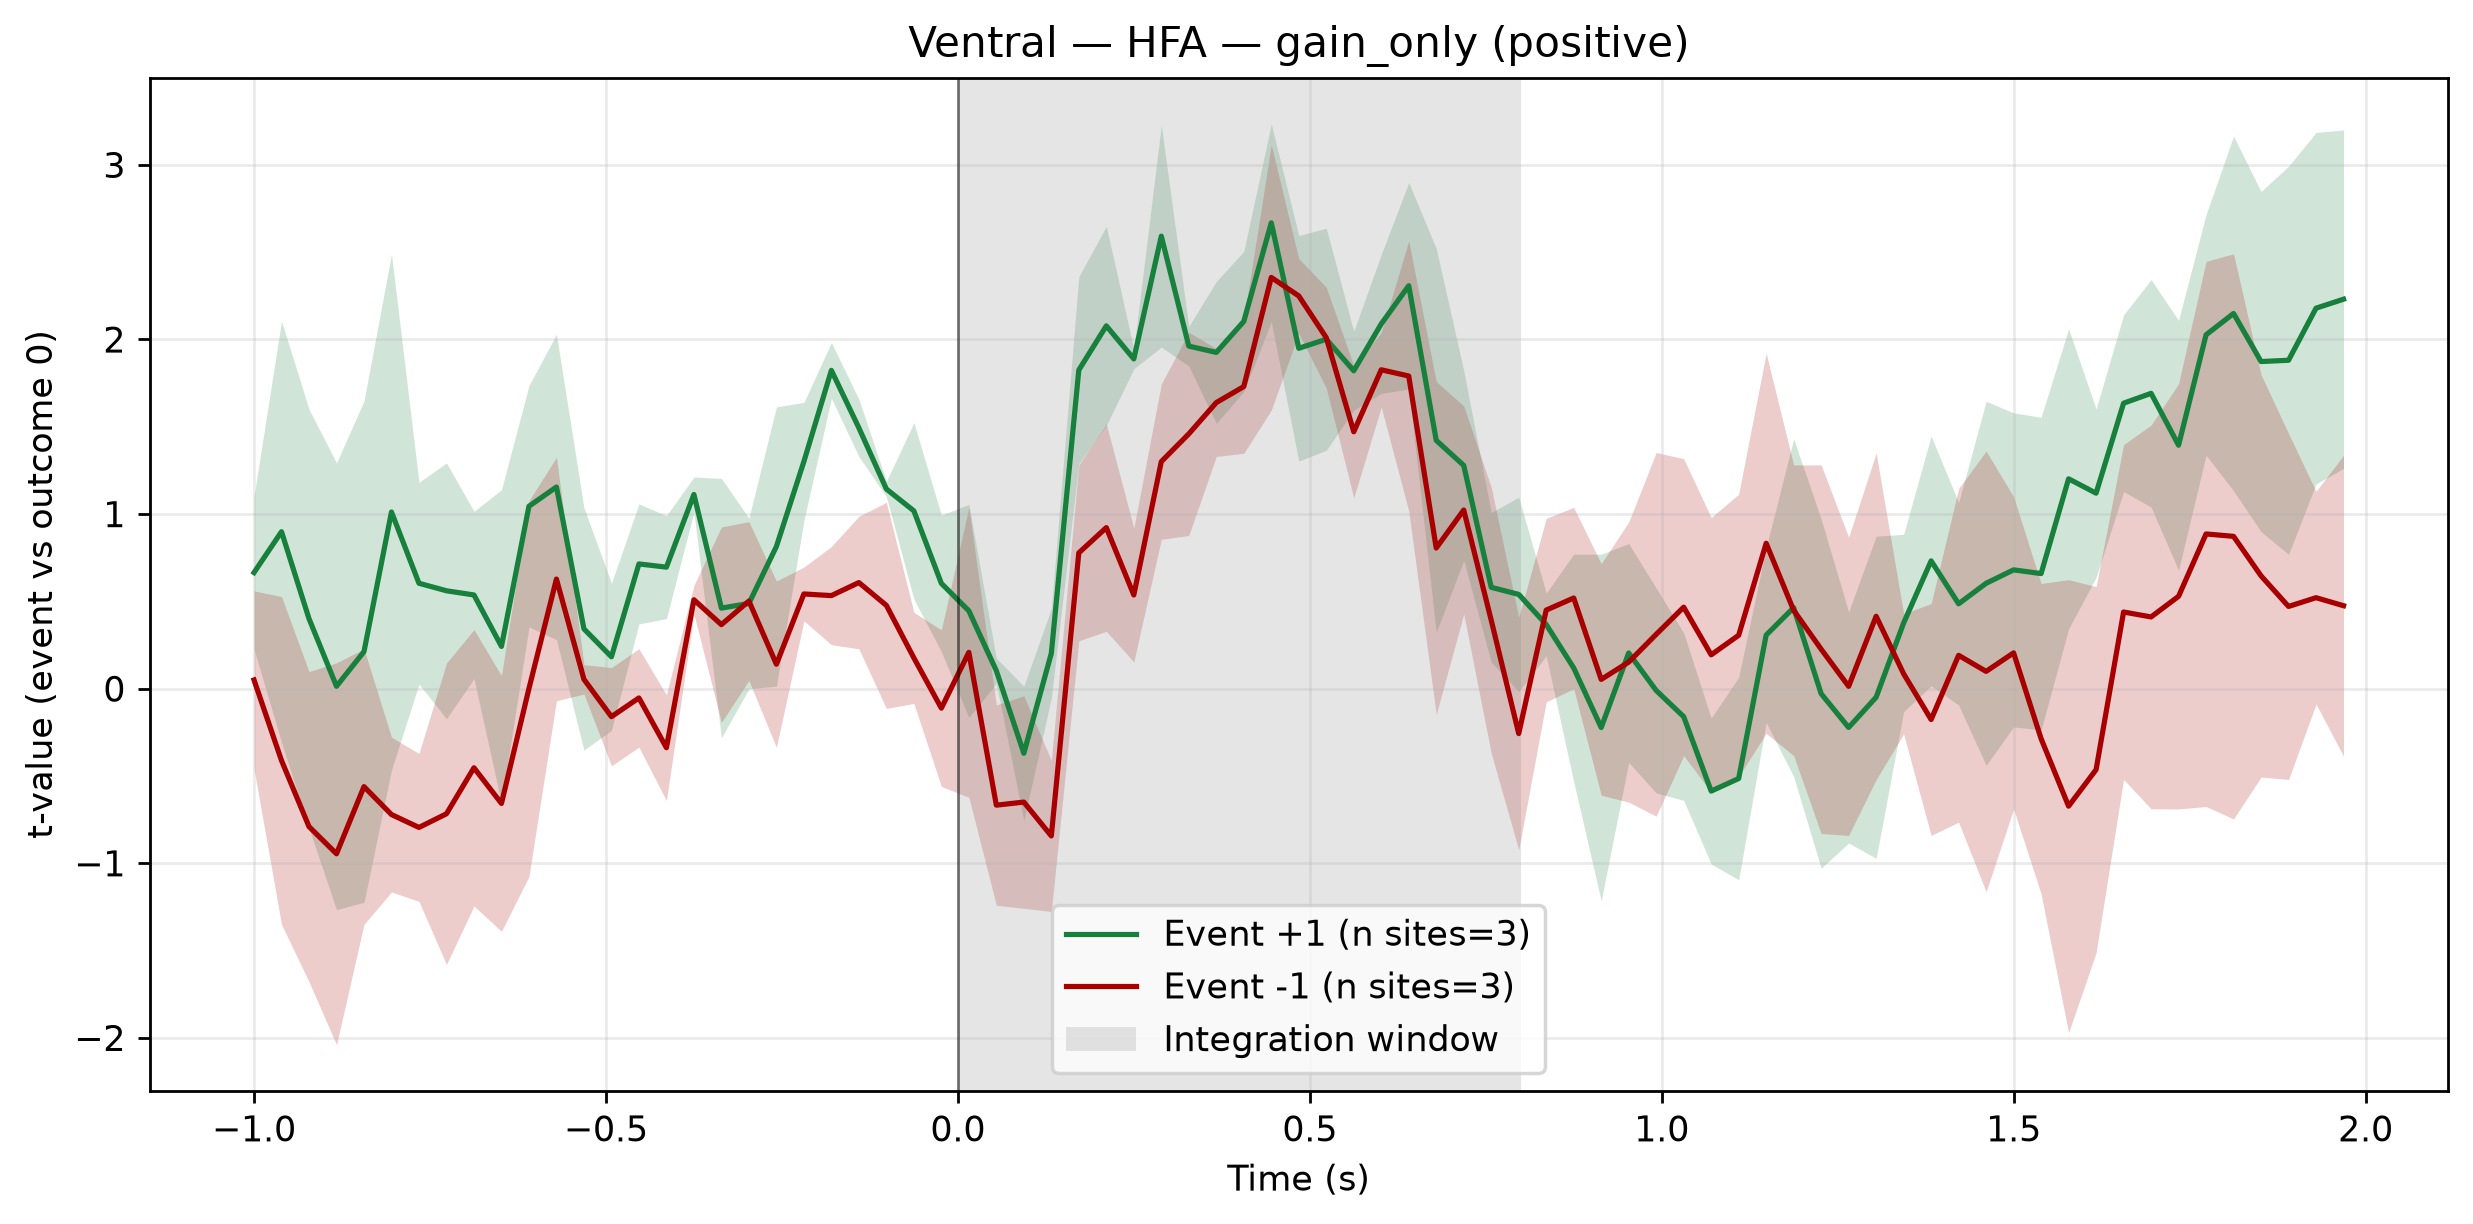 Ventral — HFA — gain_only (positive)
t-value (event vs outcome 0)
3
2
1
0
−1
−2
Event +1 (n sites=3)
Event -1 (n sites=3)
Integration window
−1.0 −0.5 0.0 0.5 1.0 1.5 2.0
Time (s)